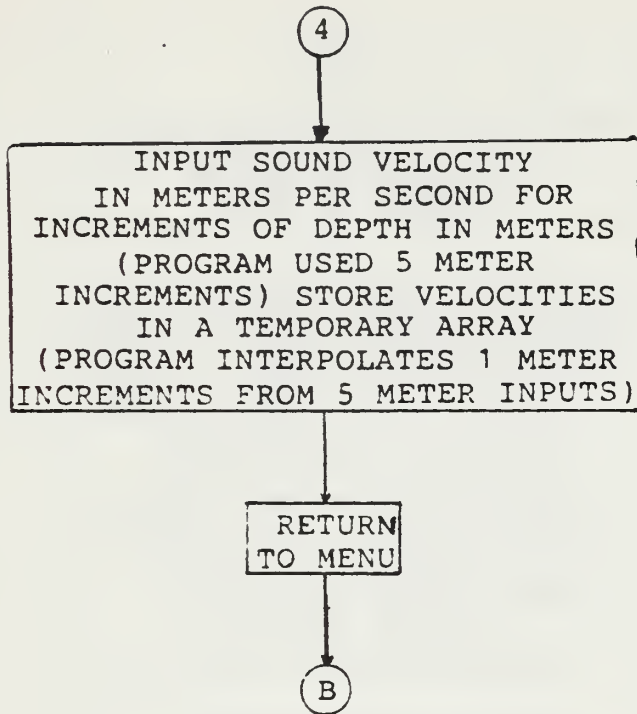 4
INPUT SOUND VELOCITY
IN METERS PER SECOND FOR
INCREMENTS OF DEPTH IN METERS
(PROGRAM USED 5 METER
INCREMENTS) STORE VELOCITIES
IN A TEMPORARY ARRAY
(PROGRAM INTERPOLATES 1 METER
INCREMENTS FROM 5 METER INPUTS)
RETURN
TO MENU
B